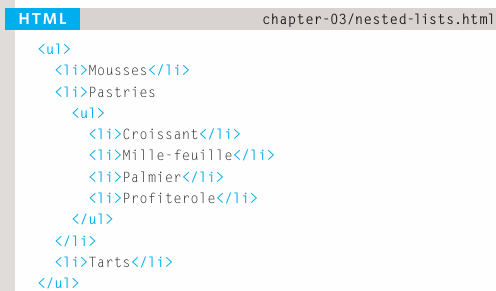 HTML chapter-03/nested-lists.html
<ul>
  <li>Mousses</li>
  <li>Pastries
    <ul>
      <li>Croissant</li>
      <li>Mille-feuille</li>
      <li>Palmier</li>
      <li>Profiterole</li>
    </ul>
  </li>
  <li>Tarts</li>
</ul>